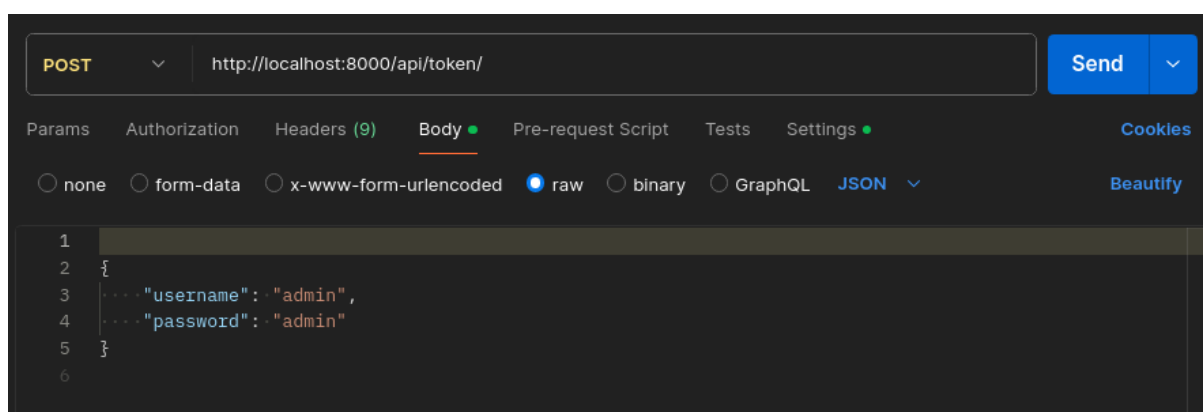 POST http://localhost:8000/api/token/ Send
Params Authorization Headers (9) Body Pre-request Script Tests Settings Cookies
none form-data x-www-form-urlencoded raw binary GraphQL JSON Beautify
1
2 {
3 "username": "admin",
4 "password": "admin"
5 }
6